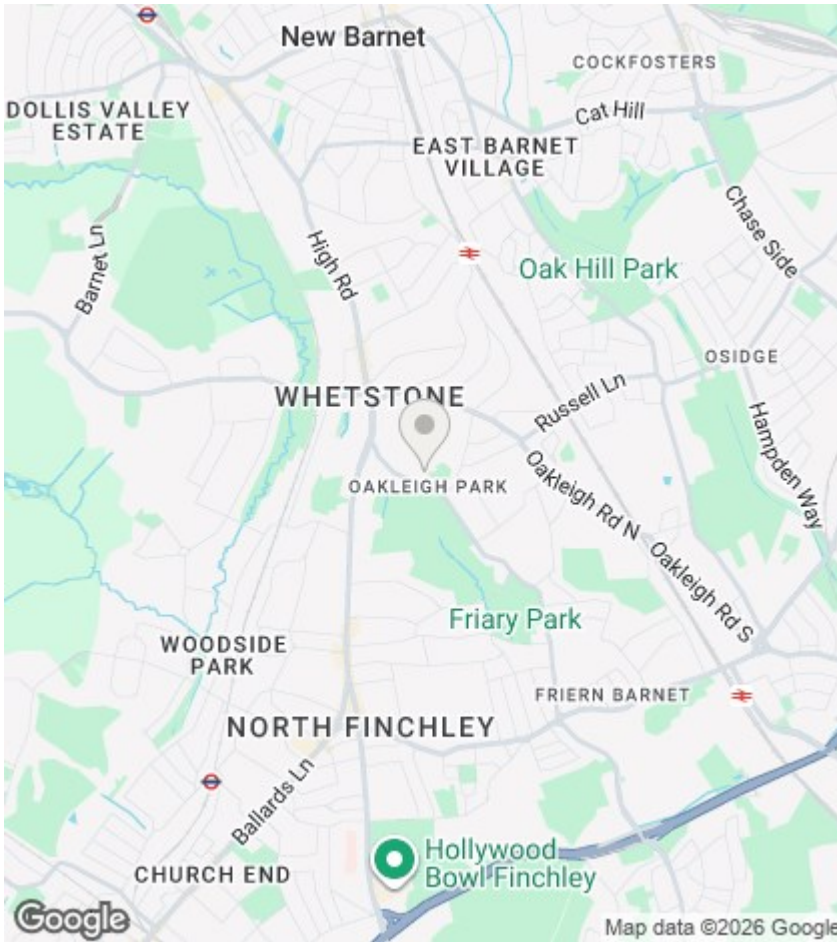 New Barnet
COCKFOSTERS
DOLLIS VALLEY
ESTATE
Cat Hill
EAST BARNET
VILLAGE
Chase Side
Barnet Ln
High Rd
Oak Hill Park
OSIDGE
WHETSTONE
Russell Ln
Hampden Way
OAKLEIGH PARK
Oakleigh Rd N
Oakleigh Rd S
Friary Park
WOODSIDE
PARK
FRIERN BARNET
NORTH FINCHLEY
Ballards Ln
Hollywood
Bowl Finchley
CHURCH END
Google
Map data ©2026 Google